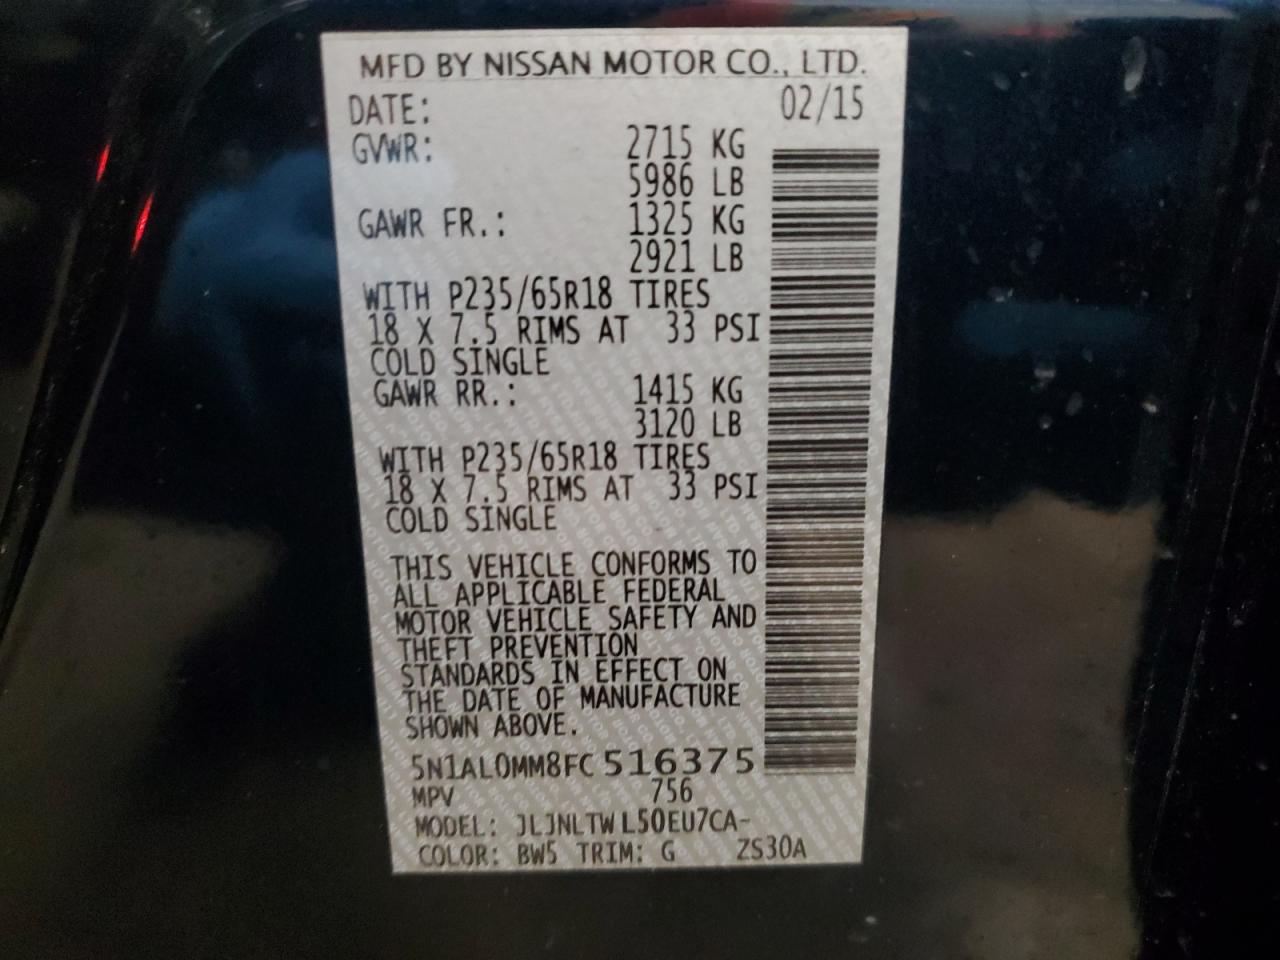 MFD BY NISSAN MOTOR CO., LTD.
DATE: 02/15
GVWR: 2715 KG
5986 LB
GAWR FR.: 1325 KG
2921 LB
WITH P235/65R18 TIRES
18 X 7.5 RIMS AT 33 PSI
COLD SINGLE
GAWR RR.: 1415 KG
3120 LB
WITH P235/65R18 TIRES
18 X 7.5 RIMS AT 33 PSI
COLD SINGLE
THIS VEHICLE CONFORMS TO
ALL APPLICABLE FEDERAL
MOTOR VEHICLE SAFETY AND
THEFT PREVENTION
STANDARDS IN EFFECT ON
THE DATE OF MANUFACTURE
SHOWN ABOVE.
5N1AL0MM8FC516375
MPV 756
MODEL: JLJNLTWL50EU7CA-
COLOR: BW5 TRIM: G ZS30A